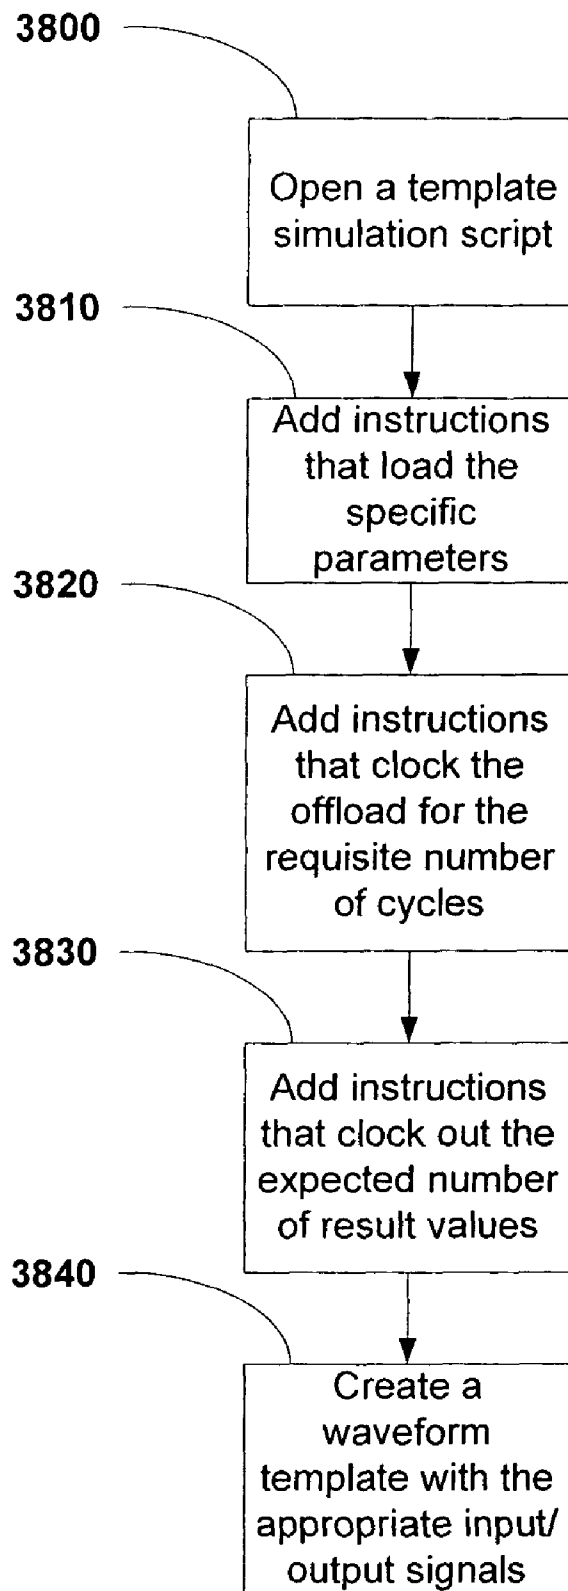 3800
Open a template
simulation script
3810
Add instructions
that load the
specific
parameters
3820
Add instructions
that clock the
offload for the
requisite number
of cycles
3830
Add instructions
that clock out the
expected number
of result values
3840
Create a
waveform
template with the
appropriate input/
output signals